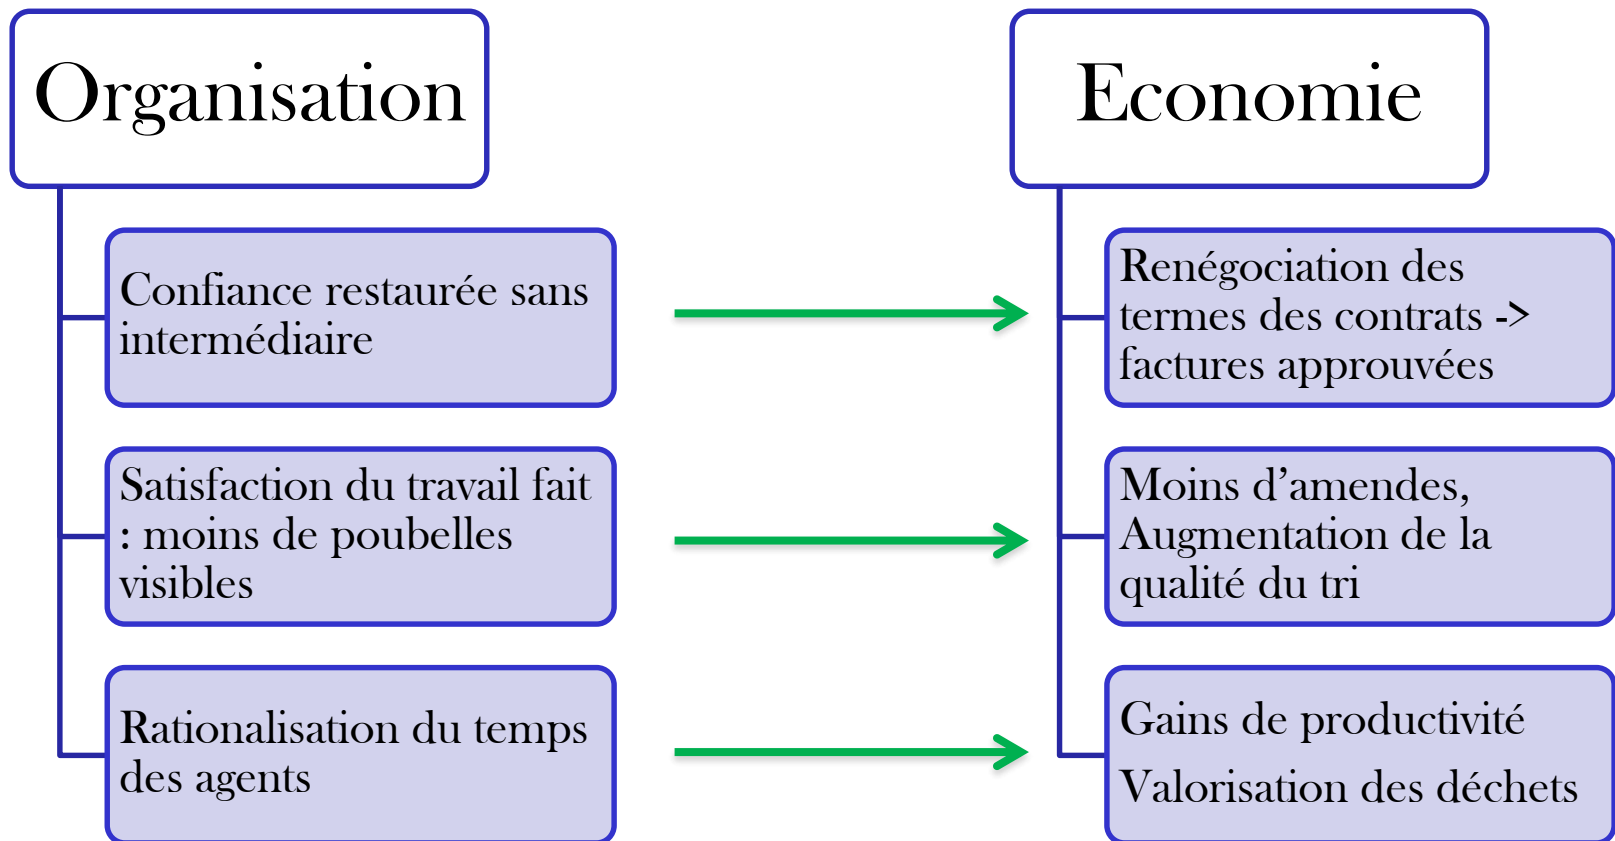 Organisation
Confiance restaurée sans
intermédiaire
Satisfaction du travail fait
: moins de poubelles
visibles
Rationalisation du temps
des agents
Economie
Renégociation des
termes des contrats ->
factures approuvées
Moins d’amendes,
Augmentation de la
qualité du tri
Gains de productivité
Valorisation des déchets